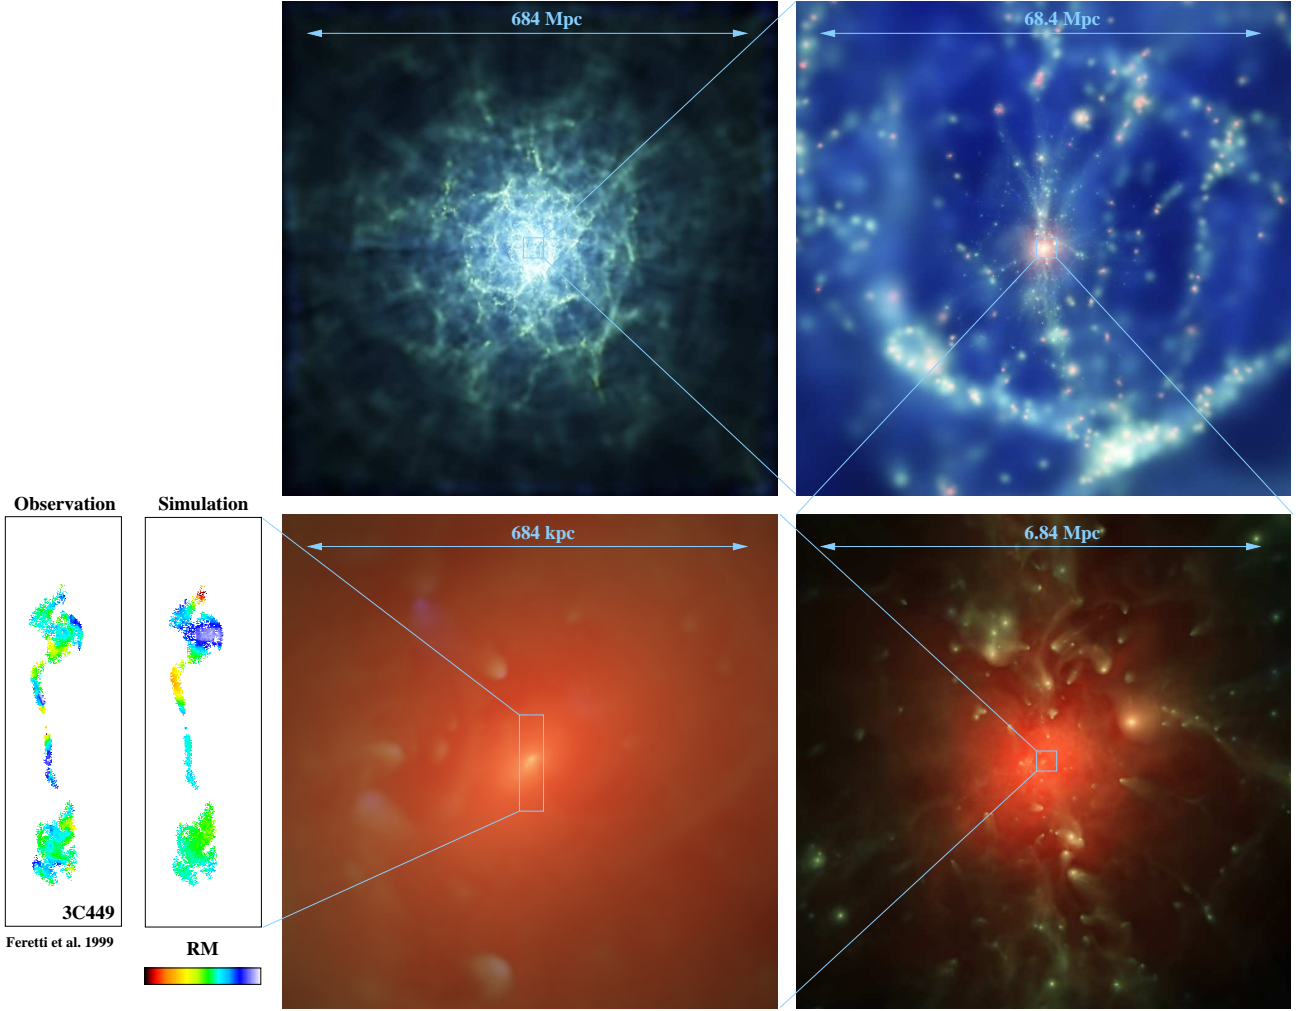 684 Mpc
68.4 Mpc
Observation
Simulation
684 kpc
6.84 Mpc
3C449
Feretti et al. 1999
RM